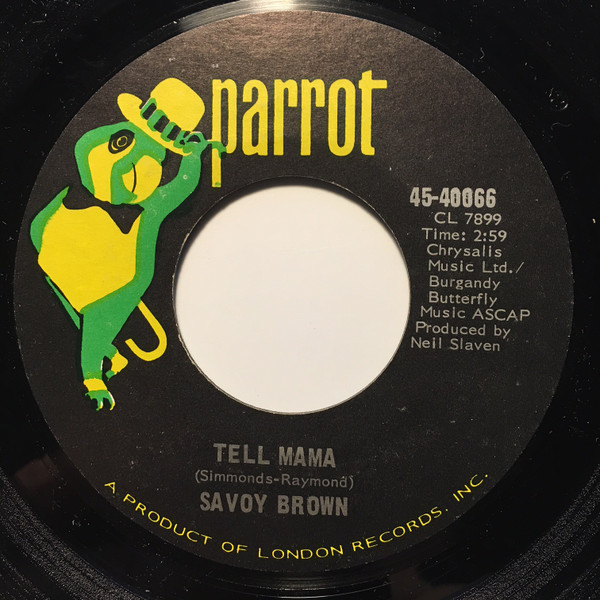 parrot
45-40066
CL 7899
Time: 2:59
Chrysalis
Music Ltd./
Burgandy
Butterfly
Music ASCAP
Produced by
Neil Slaven
TELL MAMA
(Simmonds-Raymond)
SAVOY BROWN
A PRODUCT OF LONDON RECORDS, INC.